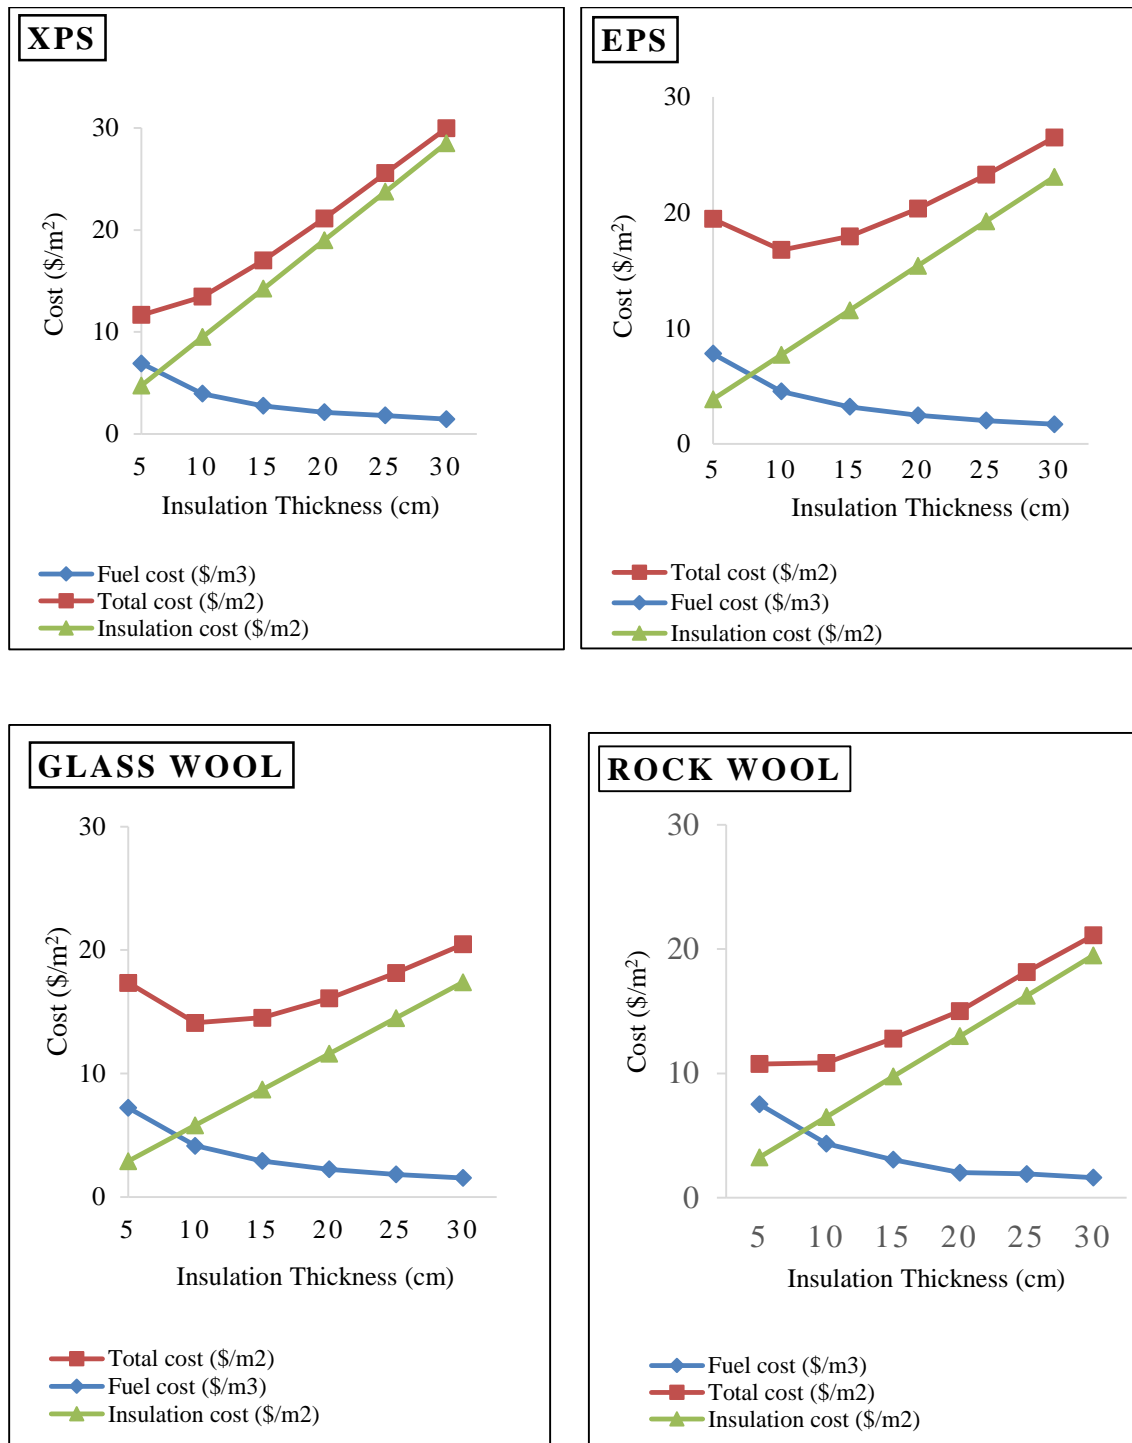 XPS
30
20
10
0
Cost ($/m²)
5 10 15 20 25 30
Insulation Thickness (cm)
Fuel cost ($/m3)
Total cost ($/m2)
Insulation cost ($/m2)
EPS
30
20
10
0
Cost ($/m²)
5 10 15 20 25 30
Insulation Thickness (cm)
Total cost ($/m2)
Fuel cost ($/m3)
Insulation cost ($/m2)
GLASS WOOL
30
20
10
0
Cost ($/m²)
5 10 15 20 25 30
Insulation Thickness (cm)
Total cost ($/m2)
Fuel cost ($/m3)
Insulation cost ($/m2)
ROCK WOOL
30
20
10
0
Cost ($/m²)
5 10 15 20 25 30
Insulation Thickness (cm)
Fuel cost ($/m3)
Total cost ($/m2)
Insulation cost ($/m2)